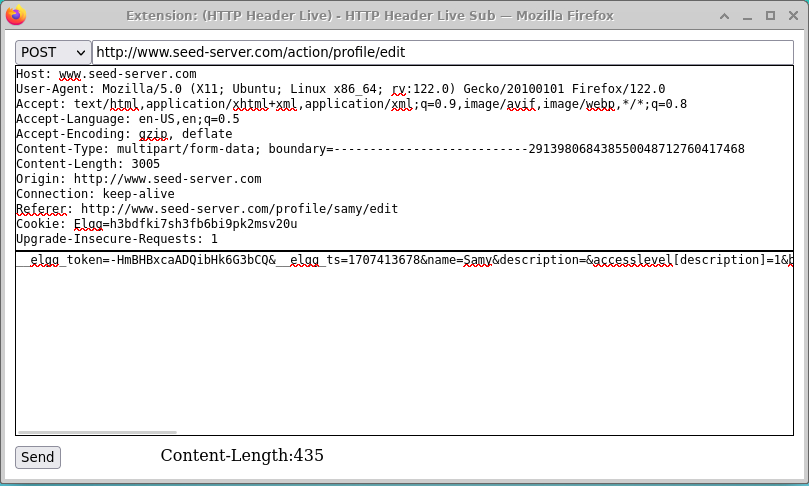 Extension: (HTTP Header Live) - HTTP Header Live Sub — Mozilla Firefox
POST http://www.seed-server.com/action/profile/edit
Host: www.seed-server.com
User-Agent: Mozilla/5.0 (X11; Ubuntu; Linux x86_64; rv:122.0) Gecko/20100101 Firefox/122.0
Accept: text/html,application/xhtml+xml,application/xml;q=0.9,image/avif,image/webp,*/*;q=0.8
Accept-Language: en-US,en;q=0.5
Accept-Encoding: gzip, deflate
Content-Type: multipart/form-data; boundary=---------------------------291398068438550048712760417468
Content-Length: 3005
Origin: http://www.seed-server.com
Connection: keep-alive
Referer: http://www.seed-server.com/profile/samy/edit
Cookie: Elgg=h3bdfki7sh3fb6bi9pk2msv20u
Upgrade-Insecure-Requests: 1
__elgg_token=-HmBHBxcaADQibHk6G3bCQ&__elgg_ts=1707413678&name=Samy&description=&accesslevel[description]=1&b
Send Content-Length:435